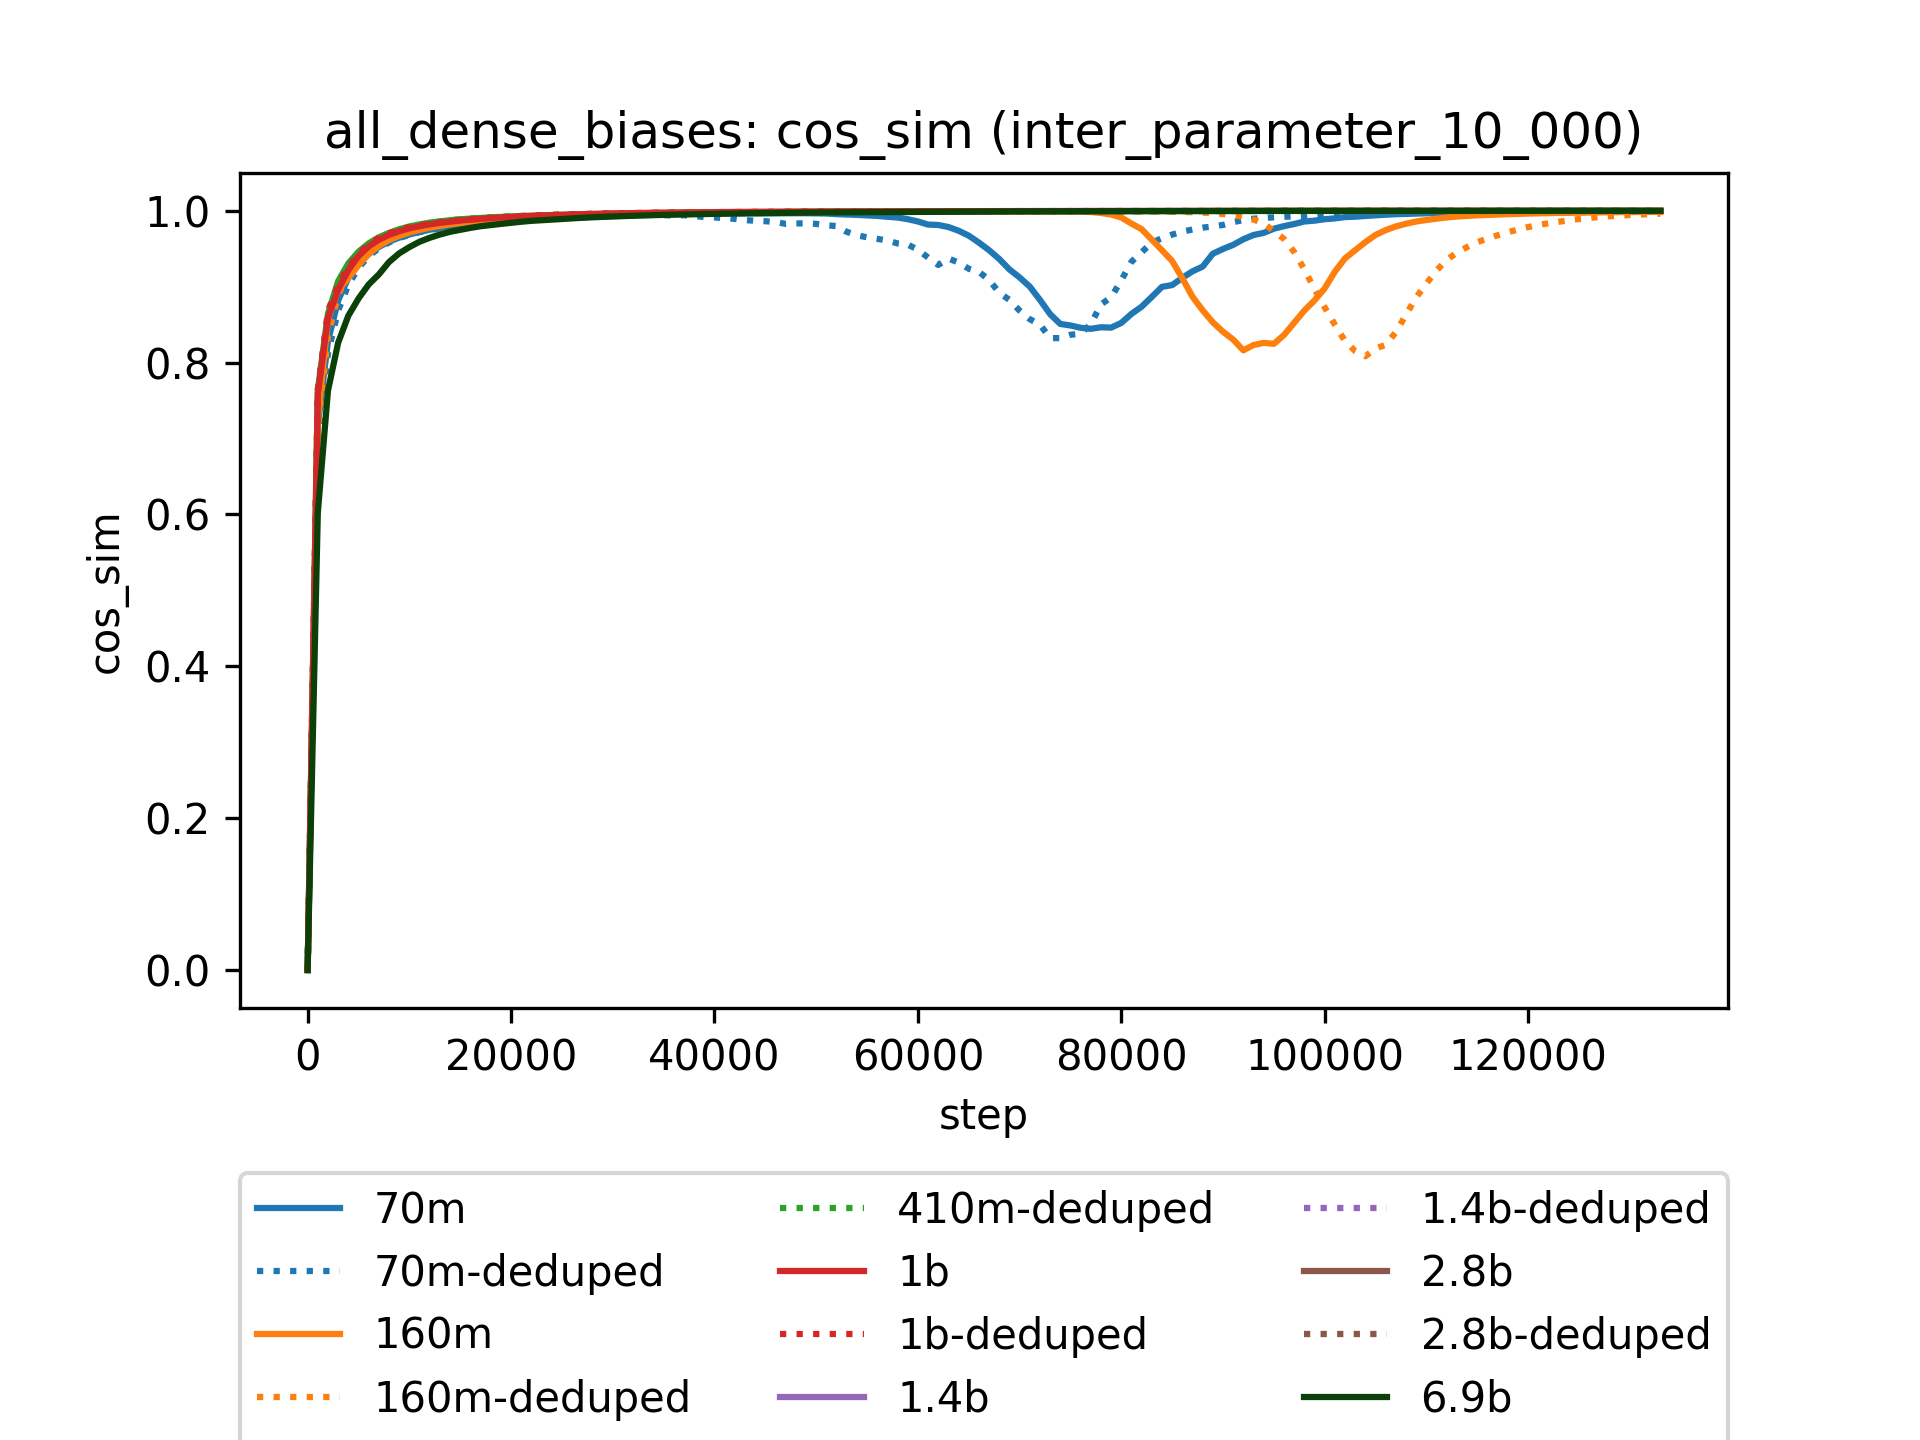 all_dense_biases: cos_sim (inter_parameter_10_000)
1.0
0.8
0.6
0.4
0.2
0.0
cos_sim
0 20000 40000 60000 80000 100000 120000
step
70m 410m-deduped 1.4b-deduped
70m-deduped 1b 2.8b
160m 1b-deduped 2.8b-deduped
160m-deduped 1.4b 6.9b